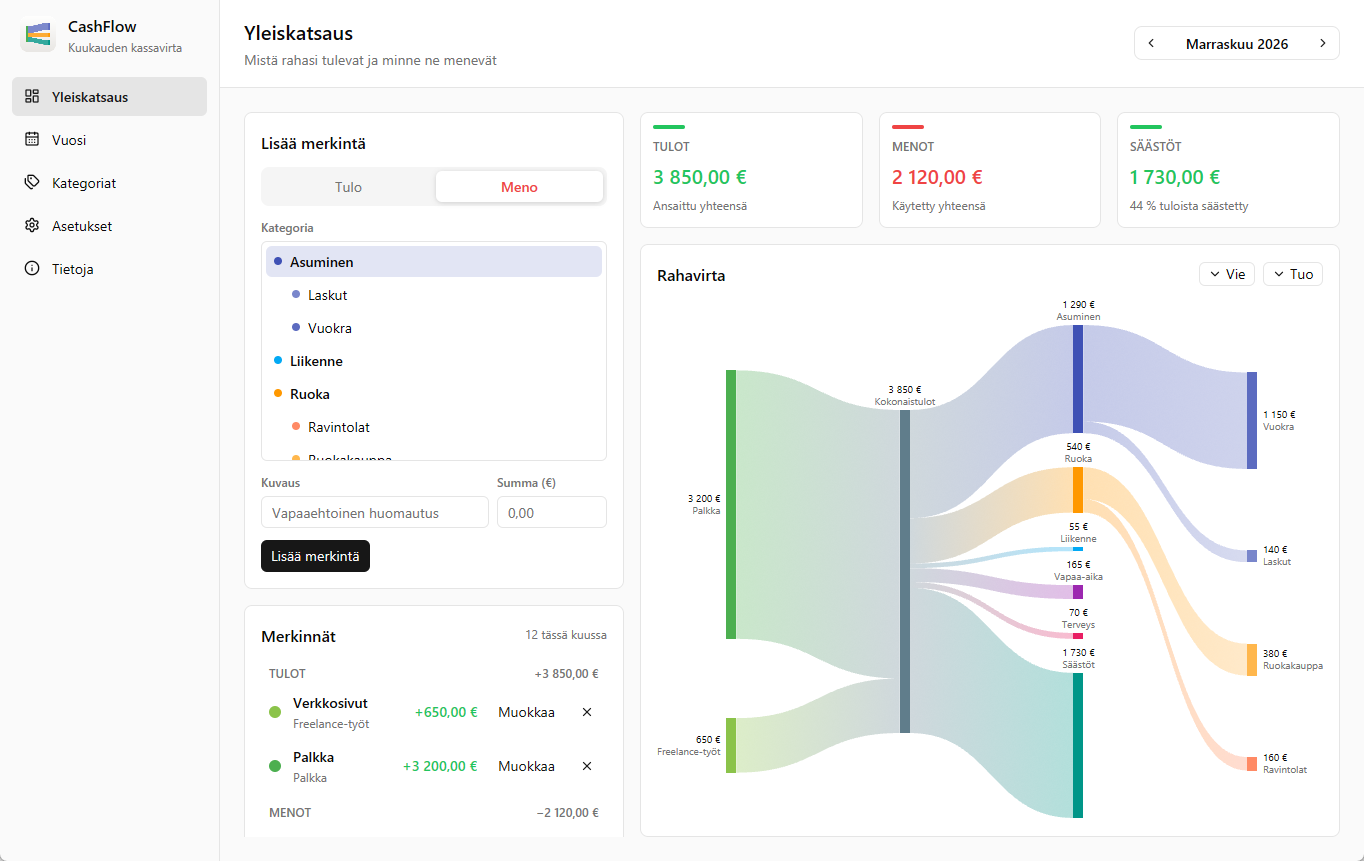 CashFlow
Kuukauden kassavirta
Yleiskatsaus
Vuosi
Kategoriat
Asetukset
Tietoja
Yleiskatsaus
Mistä rahasi tulevat ja minne ne menevät
Marraskuu 2026
Lisää merkintä
Tulo
Meno
Kategoria
Asuminen
Laskut
Vuokra
Liikenne
Ruoka
Ravintolat
Ruokakauppa
Kuvaus
Summa (€)
Vapaaehtoinen huomautus
0,00
Lisää merkintä
Merkinnät
12 tässä kuussa
TULOT
+3 850,00 €
Verkkosivut
Freelance-työt
+650,00 €
Muokkaa
Palkka
Palkka
+3 200,00 €
Muokkaa
MENOT
−2 120,00 €
TULOT
3 850,00 €
Ansaittu yhteensä
MENOT
2 120,00 €
Käytetty yhteensä
SÄÄSTÖT
1 730,00 €
44 % tuloista säästetty
Rahavirta
Vie
Tuo
3 200 €
Palkka
650 €
Freelance-työt
3 850 €
Kokonaistulot
1 290 €
Asuminen
540 €
Ruoka
55 €
Liikenne
165 €
Vapaa-aika
70 €
Terveys
1 730 €
Säästöt
1 150 €
Vuokra
140 €
Laskut
380 €
Ruokakauppa
160 €
Ravintolat